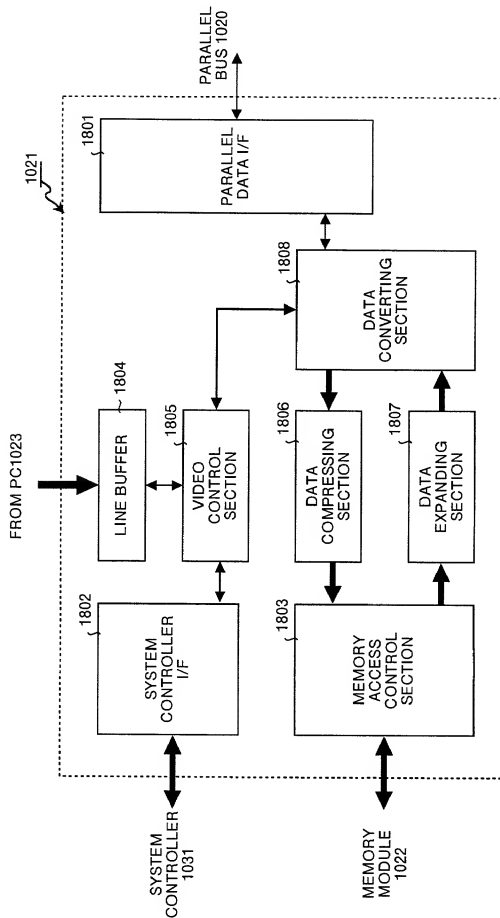 1021
FROM PC1023
SYSTEM
CONTROLLER
1031
1802
SYSTEM
CONTROLLER
I/F
1804
LINE BUFFER
1805
VIDEO
CONTROL
SECTION
1801
PARALLEL
DATA I/F
PARALLEL
BUS 1020
MEMORY
MODULE
1022
1803
MEMORY
ACCESS
CONTROL
SECTION
1806
DATA
COMPRESSING
SECTION
1807
DATA
EXPANDING
SECTION
1808
DATA
CONVERTING
SECTION